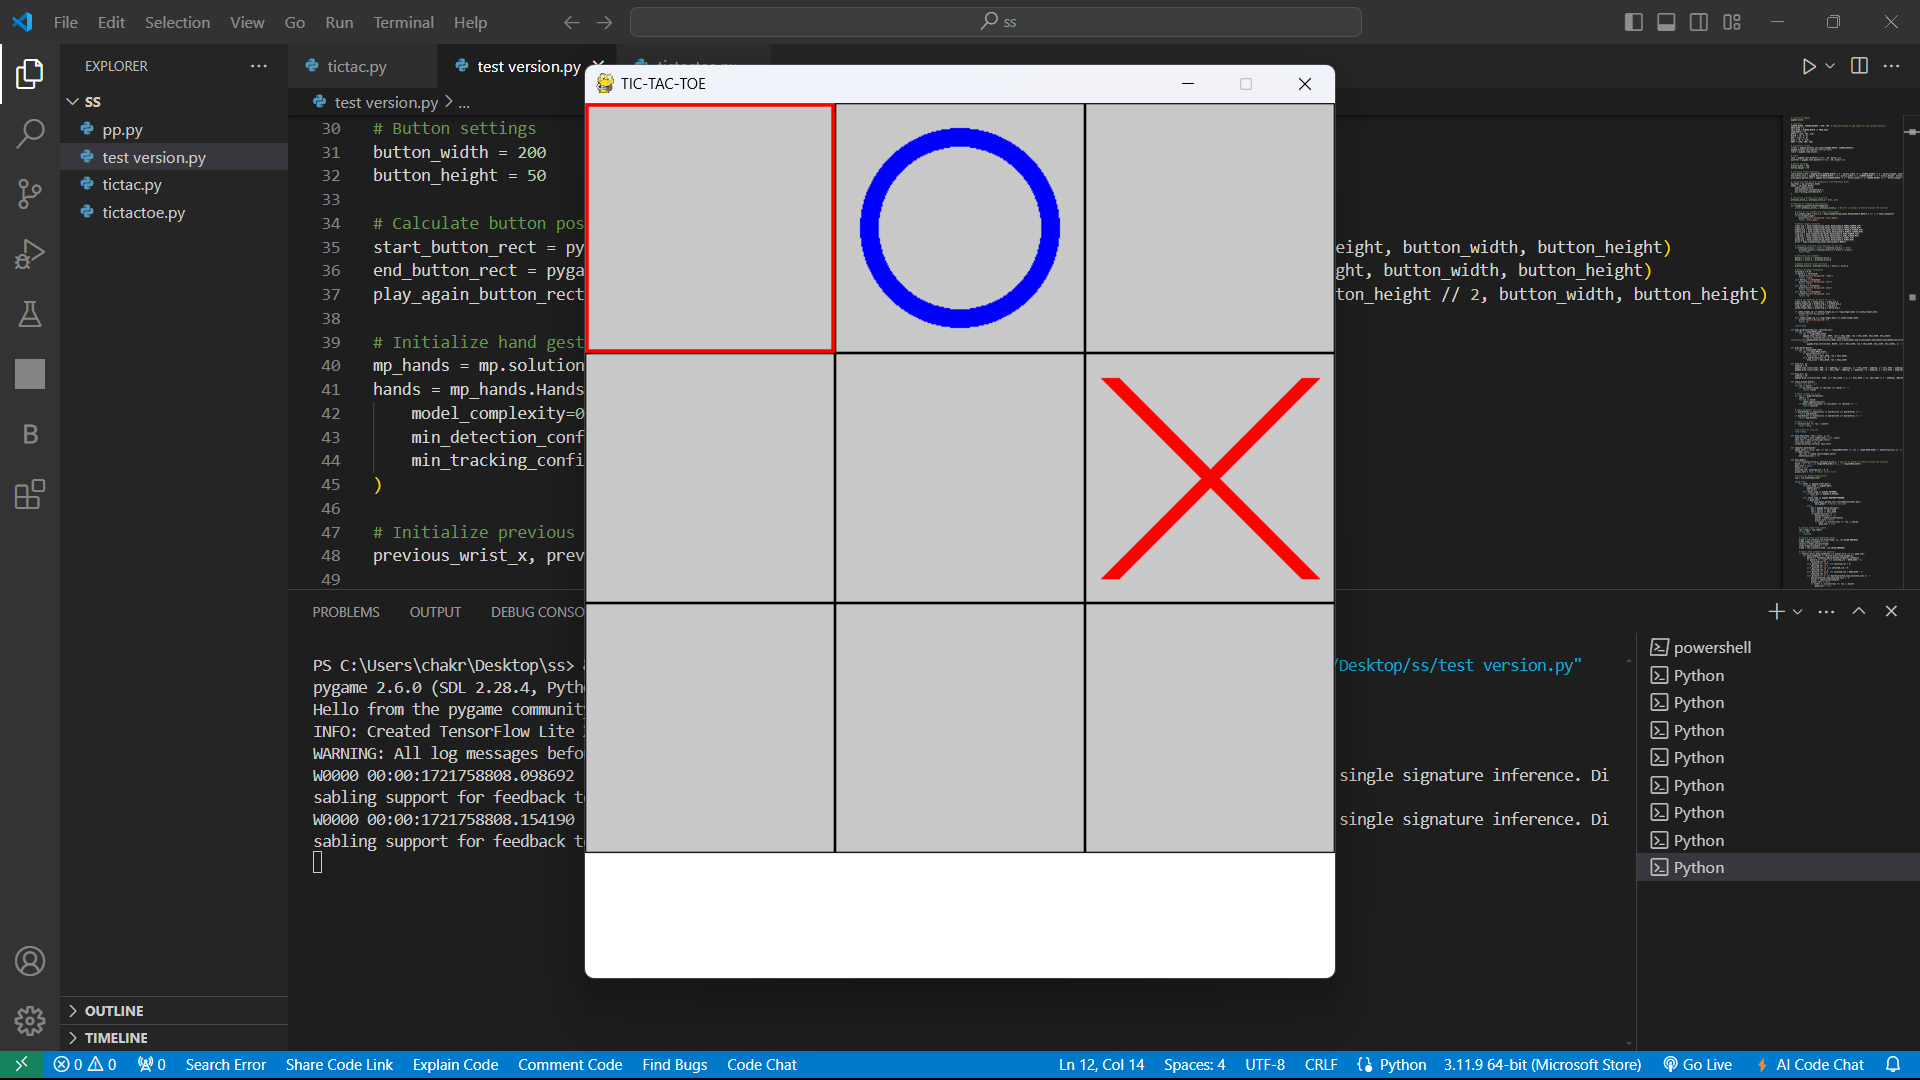 File Edit Selection View Go Run Terminal Help
ss
EXPLORER
SS
pp.py
test version.py
tictac.py
tictactoe.py
OUTLINE
TIMELINE
tictac.py
test version.py
test version.py > ...
TIC-TAC-TOE
30 # Button settings
31 button_width = 200
32 button_height = 50
33
34 # Calculate button pos
35 start_button_rect = py eight, button_width, button_height)
36 end_button_rect = pyga ght, button_width, button_height)
37 play_again_button_rect ton_height // 2, button_width, button_height)
38
39 # Initialize hand gest
40 mp_hands = mp.solution
41 hands = mp_hands.Hands
42 model_complexity=0
43 min_detection_conf
44 min_tracking_confi
45 )
46
47 # Initialize previous
48 previous_wrist_x, prev
49
PROBLEMS OUTPUT DEBUG CONSO
PS C:\Users\chakr\Desktop\ss> /Desktop/ss/test version.py"
pygame 2.6.0 (SDL 2.28.4, Pyth
Hello from the pygame communit
INFO: Created TensorFlow Lite
WARNING: All log messages befo
W0000 00:00:1721758808.098692 single signature inference. Di
sabling support for feedback t
W0000 00:00:1721758808.154190 single signature inference. Di
sabling support for feedback t
powershell
Python
Python
Python
Python
Python
Python
Python
Python
0 0 0 Search Error Share Code Link Explain Code Comment Code Find Bugs Code Chat Ln 12, Col 14 Spaces: 4 UTF-8 CRLF Python 3.11.9 64-bit (Microsoft Store) Go Live AI Code Chat